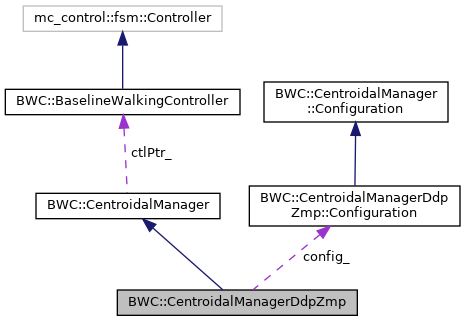 mc_control::fsm::Controller
BWC::BaselineWalkingController
BWC::CentroidalManager
::Configuration
ctlPtr_
BWC::CentroidalManager
BWC::CentroidalManagerDdp
Zmp::Configuration
config_
BWC::CentroidalManagerDdpZmp